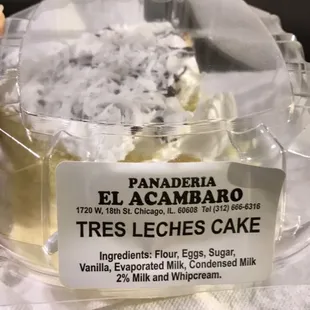 PANADERIA
EL ACAMBARO
1720 W, 18th St. Chicago, IL. 60608 Tel (312) 666-6316
TRES LECHES CAKE
Ingredients: Flour, Eggs, Sugar,
Vanilla, Evaporated Milk, Condensed Milk
2% Milk and Whipcream.